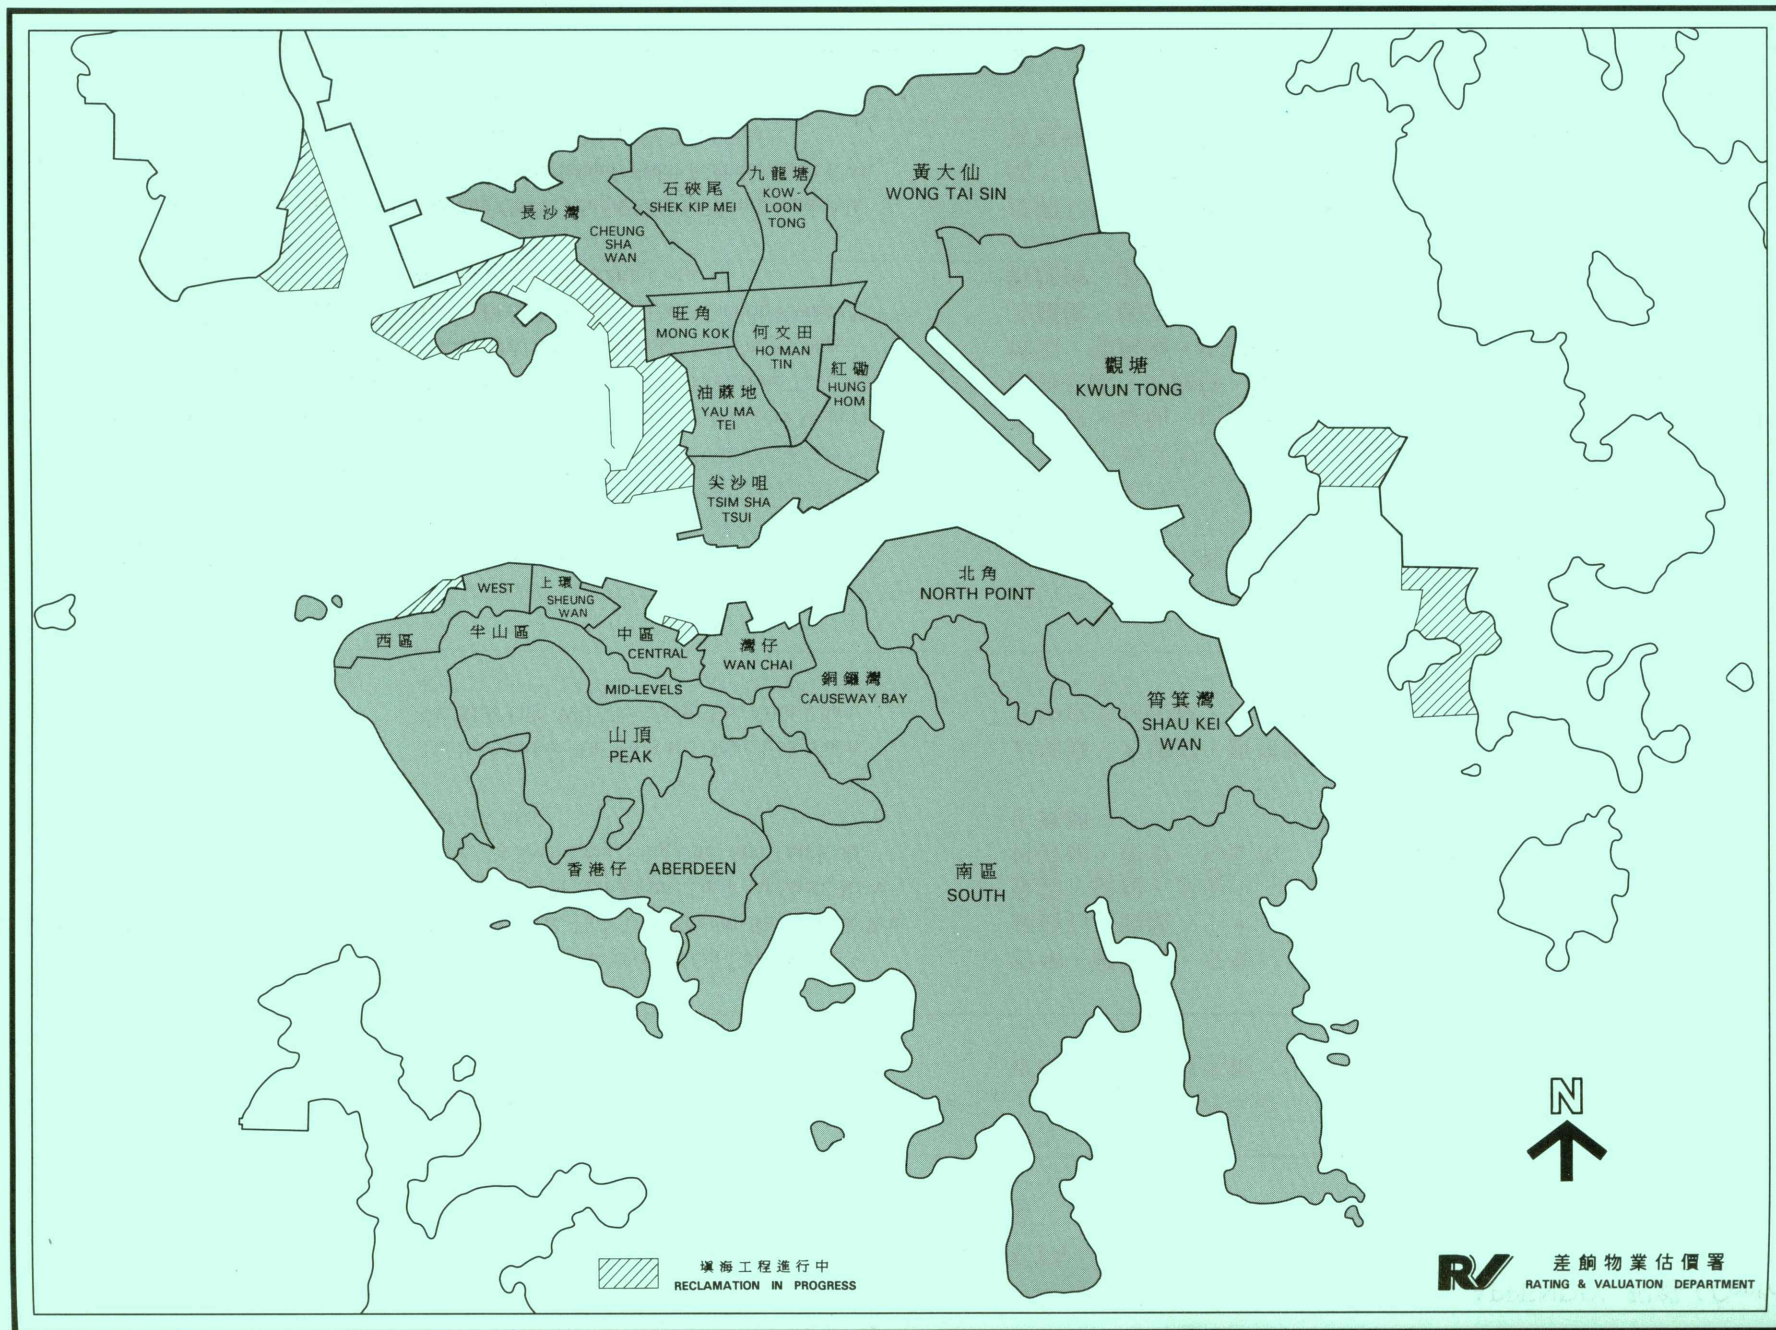 九龍塘
KOW-
LOON
TONG
石硤尾
SHEK KIP MEI
黃大仙
WONG TAI SIN
長沙灣
CHEUNG
SHA
WAN
旺角
MONG KOK
何文田
HO MAN
TIN
紅磡
HUNG
HOM
觀塘
KWUN TONG
油蔴地
YAU MA
TEI
尖沙咀
TSIM SHA
TSUI
北角
NORTH POINT
WEST
上環
SHEUNG
WAN
西區
半山區
中區
CENTRAL
灣仔
WAN CHAI
銅鑼灣
CAUSEWAY BAY
MID-LEVELS
筲箕灣
SHAU KEI
WAN
山頂
PEAK
香港仔 ABERDEEN
南區
SOUTH
N
填海工程進行中
RECLAMATION IN PROGRESS
RV
差餉物業估價署
RATING & VALUATION DEPARTMENT